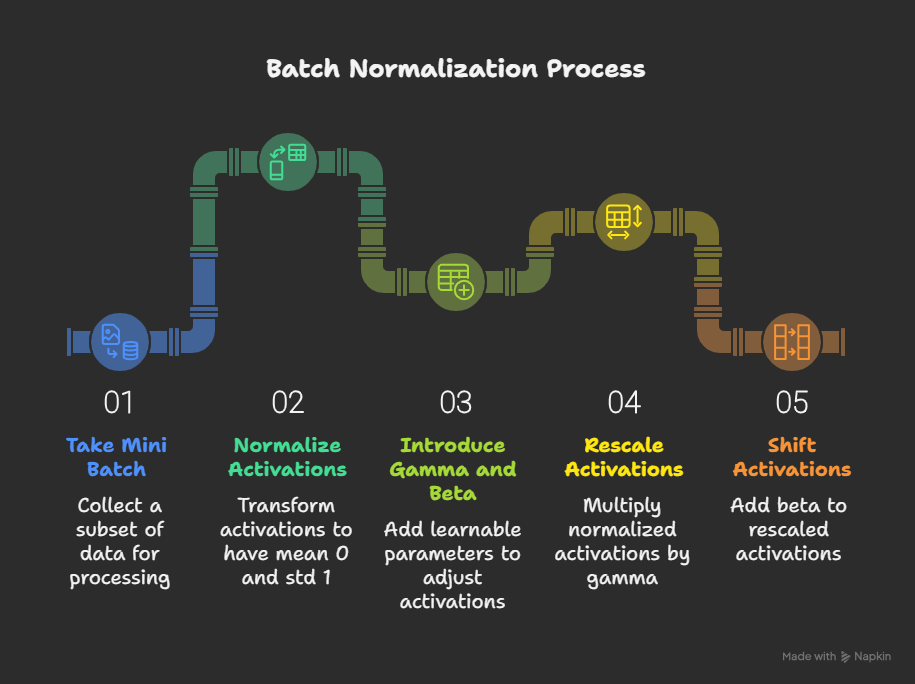 Batch Normalization Process
01
Take Mini
Batch
Collect a
subset of
data for
processing
02
Normalize
Activations
Transform
activations to
have mean 0
and std 1
03
Introduce
Gamma and
Beta
Add learnable
parameters to
adjust
activations
04
Rescale
Activations
Multiply
normalized
activations by
gamma
05
Shift
Activations
Add beta to
rescaled
activations
Made with Napkin